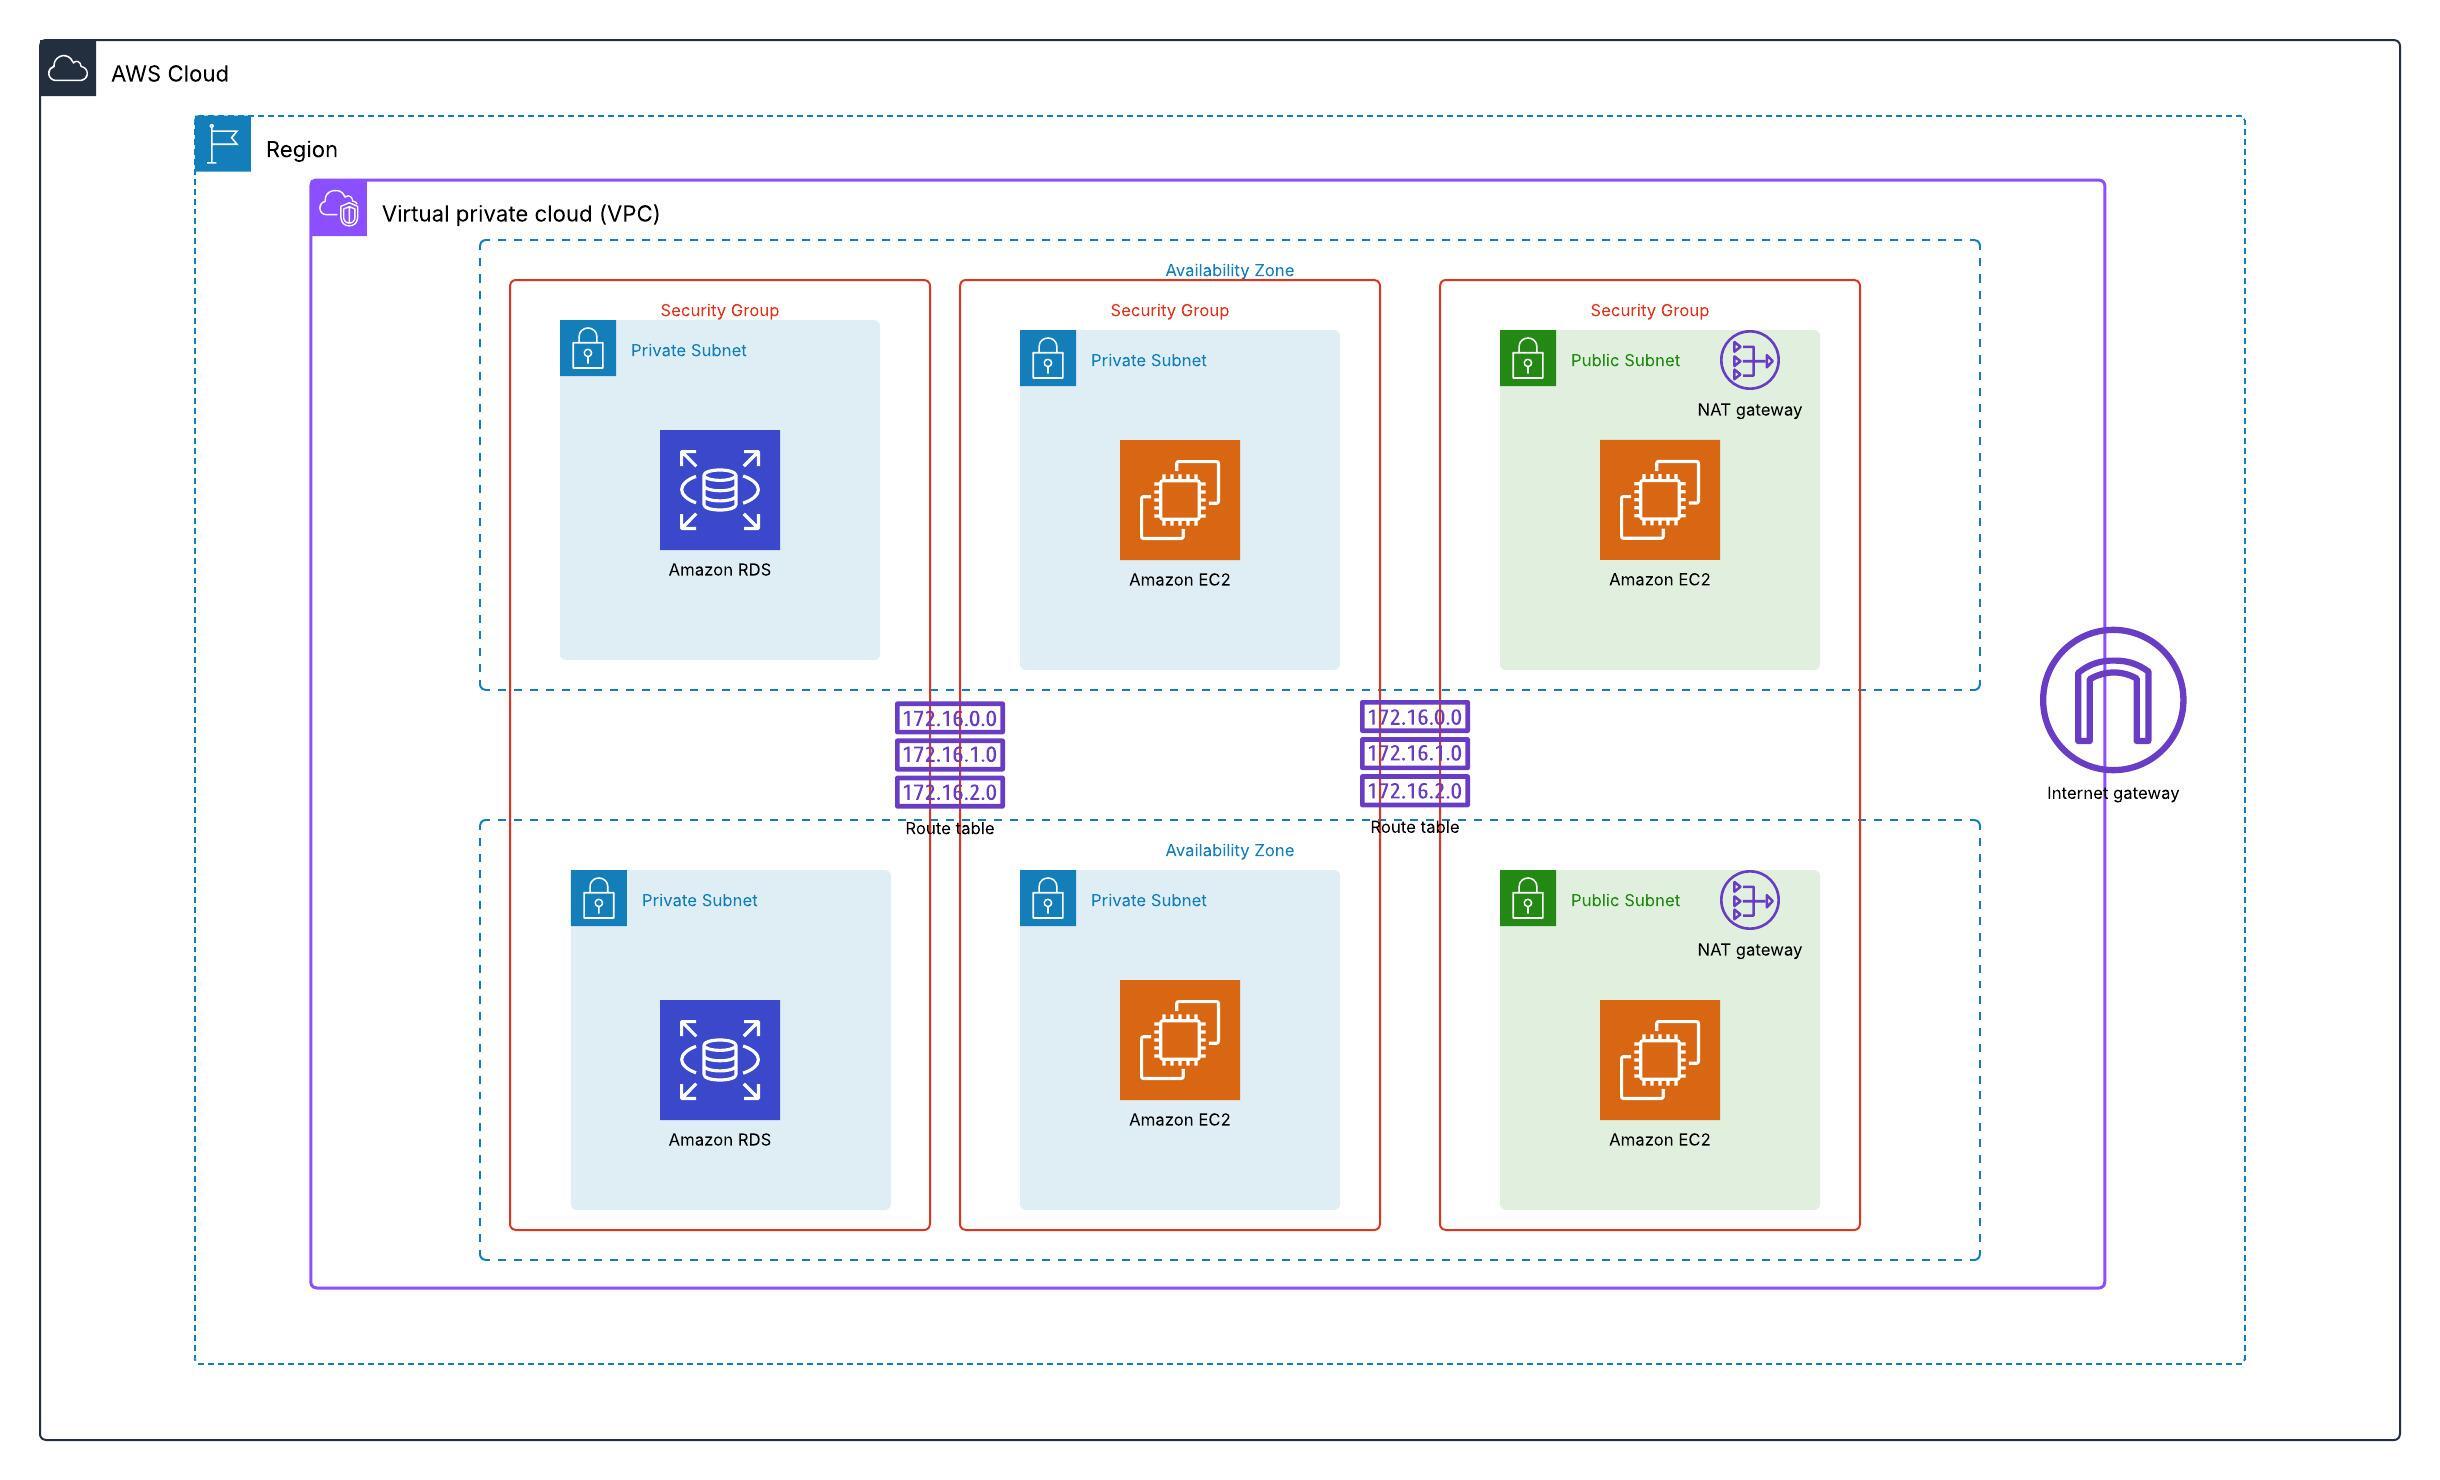 AWS Cloud
Region
Virtual private cloud (VPC)
Availability Zone
Security Group
Security Group
Security Group
Private Subnet
Private Subnet
Public Subnet
NAT gateway
Amazon RDS
Amazon EC2
Amazon EC2
172.16.0.0
172.16.1.0
172.16.2.0
Route table
172.16.0.0
172.16.1.0
172.16.2.0
Route table
Internet gateway
Availability Zone
Private Subnet
Private Subnet
Public Subnet
NAT gateway
Amazon RDS
Amazon EC2
Amazon EC2